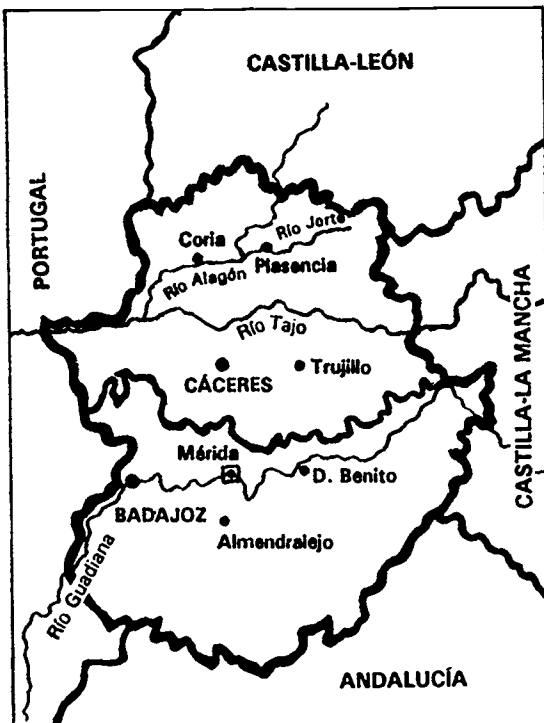 CASTILLA-LEÓN
PORTUGAL
Río Jorte
Coria
Plasencia
Río Alagón
Río Tajo
CASTILLA-LA MANCHA
CÁCERES
Trujillo
Mérida
D. Benito
BADAJOZ
Almendralejo
Río Guadiana
ANDALUCÍA